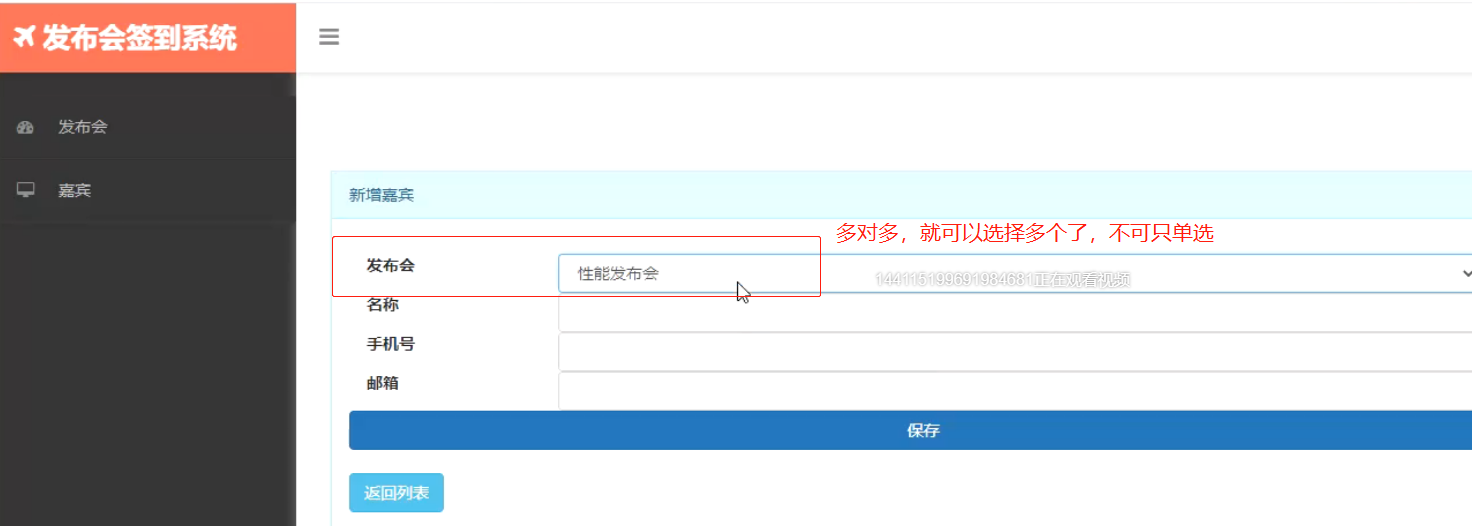 发布会签到系统
发布会
嘉宾
新增嘉宾
多对多，就可以选择多个了，不可只单选
发布会
性能发布会
144115199691984681正在观看视频
名称
手机号
邮箱
保存
返回列表